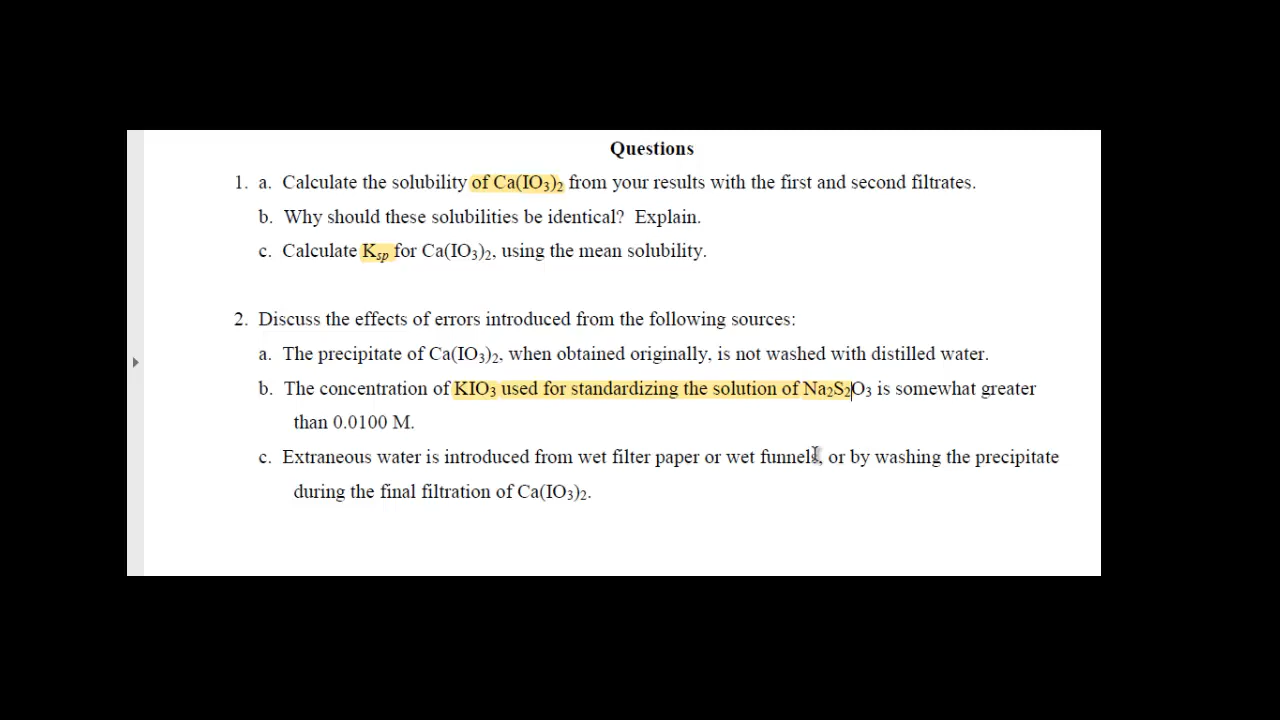 Questions
1. a. Calculate the solubility of Ca(IO3)2 from your results with the first and second filtrates.
b. Why should these solubilities be identical? Explain.
c. Calculate Ksp for Ca(IO3)2, using the mean solubility.
2. Discuss the effects of errors introduced from the following sources:
a. The precipitate of Ca(IO3)2, when obtained originally, is not washed with distilled water.
b. The concentration of KIO3 used for standardizing the solution of Na2S2O3 is somewhat greater
than 0.0100 M.
c. Extraneous water is introduced from wet filter paper or wet funnels, or by washing the precipitate
during the final filtration of Ca(IO3)2.